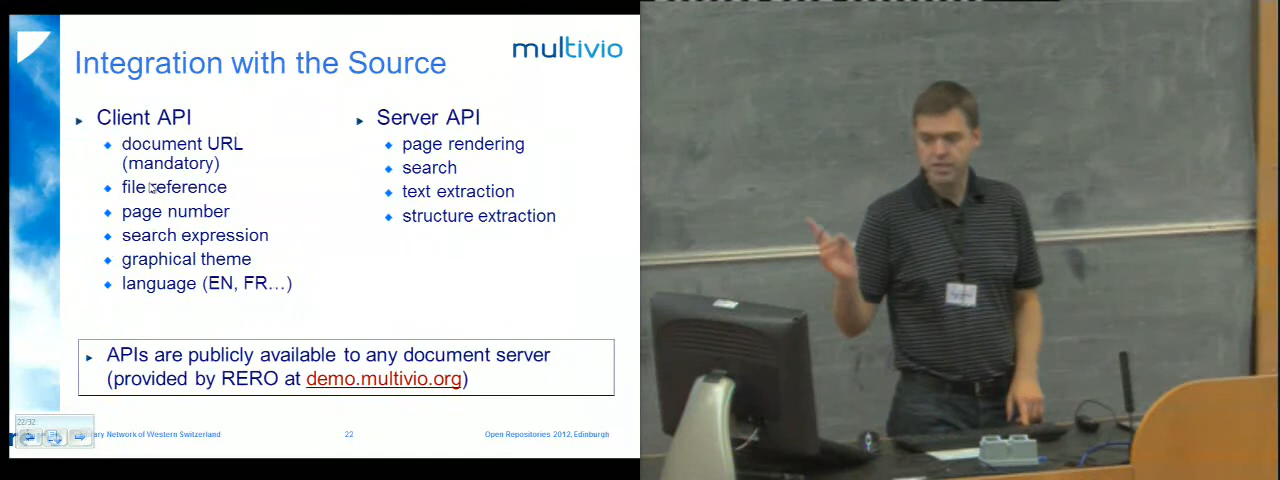 multivio
Integration with the Source
Client API
document URL
(mandatory)
file reference
page number
search expression
graphical theme
language (EN, FR…)
Server API
page rendering
search
text extraction
structure extraction
APIs are publicly available to any document server
(provided by RERO at demo.multivio.org)
22/32
ary Network of Western Switzerland
22
Open Repositories 2012, Edinburgh